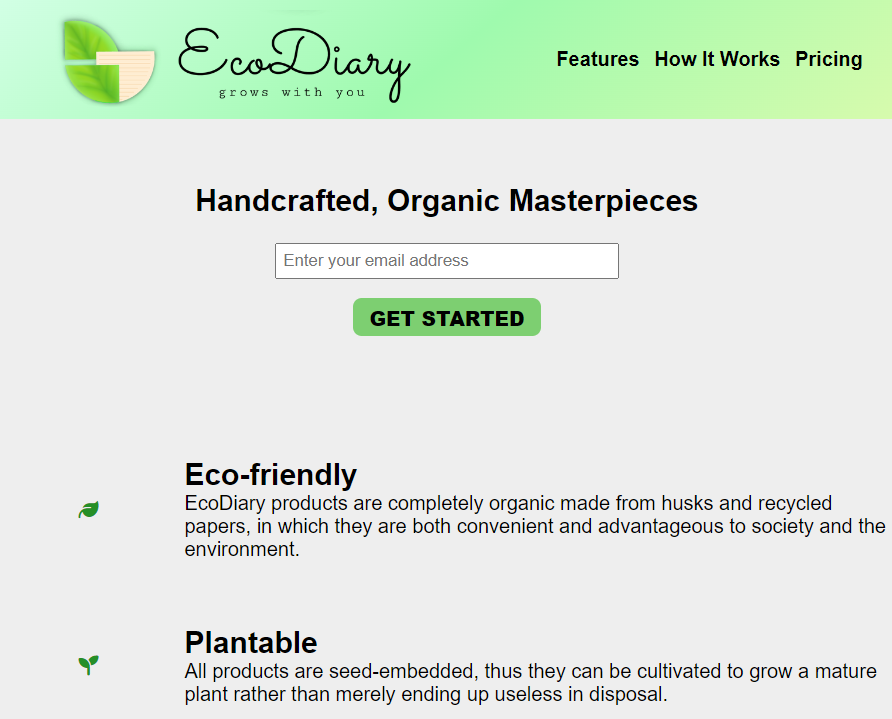 EcoDiary
grows with you
Features How It Works Pricing
Handcrafted, Organic Masterpieces
Enter your email address
GET STARTED
Eco-friendly
EcoDiary products are completely organic made from husks and recycled
papers, in which they are both convenient and advantageous to society and the
environment.
Plantable
All products are seed-embedded, thus they can be cultivated to grow a mature
plant rather than merely ending up useless in disposal.